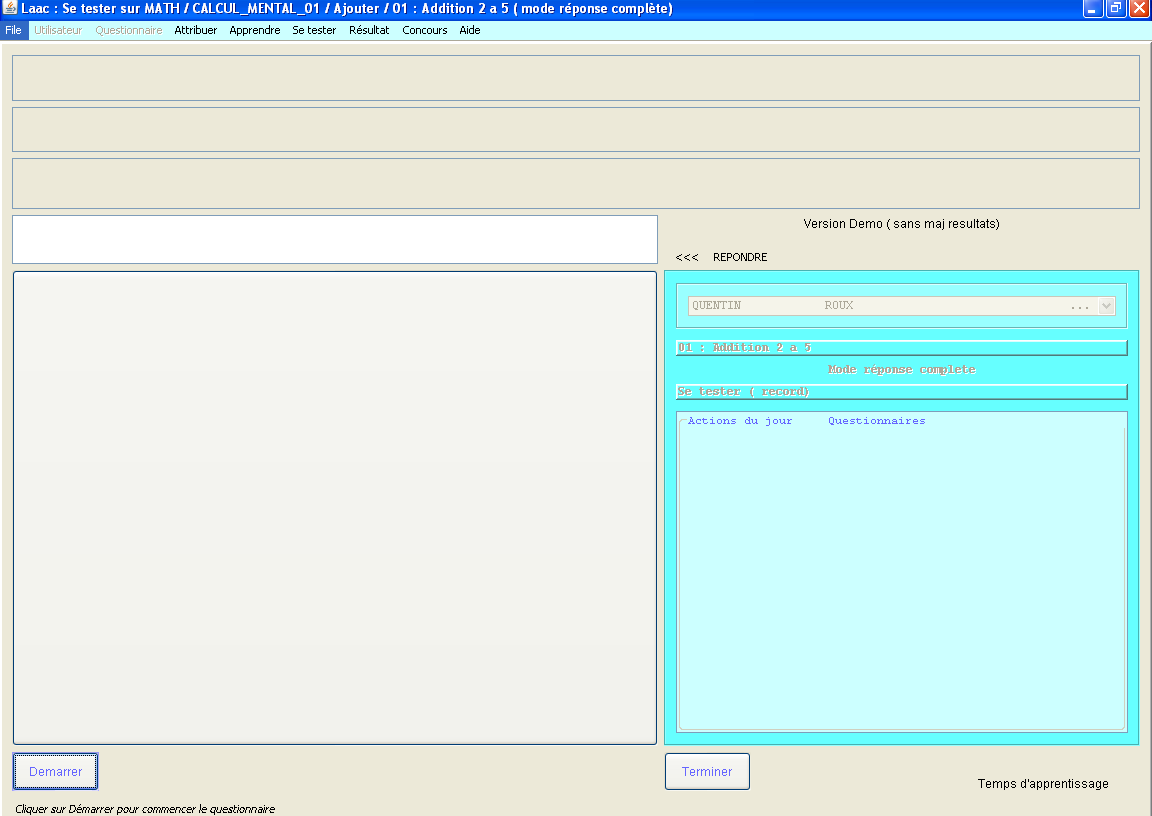 Laac : Se tester sur MATH / CALCUL_MENTAL_01 / Ajouter / 01 : Addition 2 a 5 ( mode réponse complète)
File Utilisateur Questionnaire Attribuer Apprendre Se tester Résultat Concours Aide
Version Demo ( sans maj resultats)
<<< REPONDRE
QUENTIN ROUX ...
01 : Addition 2 a 5
Mode réponse complete
Se tester ( record)
Actions du jour Questionnaires
Demarrer
Terminer
Temps d'apprentissage
Cliquer sur Démarrer pour commencer le questionnaire